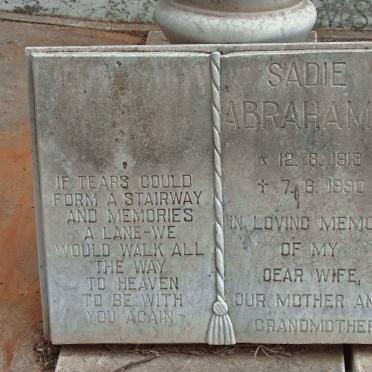 IF TEARS COULD
FORM A STAIRWAY
AND MEMORIES
A LANE-WE
WOULD WALK ALL
THE WAY
TO HEAVEN
TO BE WITH
YOU AGAIN
SADIE
ABRAHAM
* 12. 8. 1918
✝ 7. 8. 1990
IN LOVING MEMO
OF MY
DEAR WIFE,
OUR MOTHER AN
GRANDMOTHER